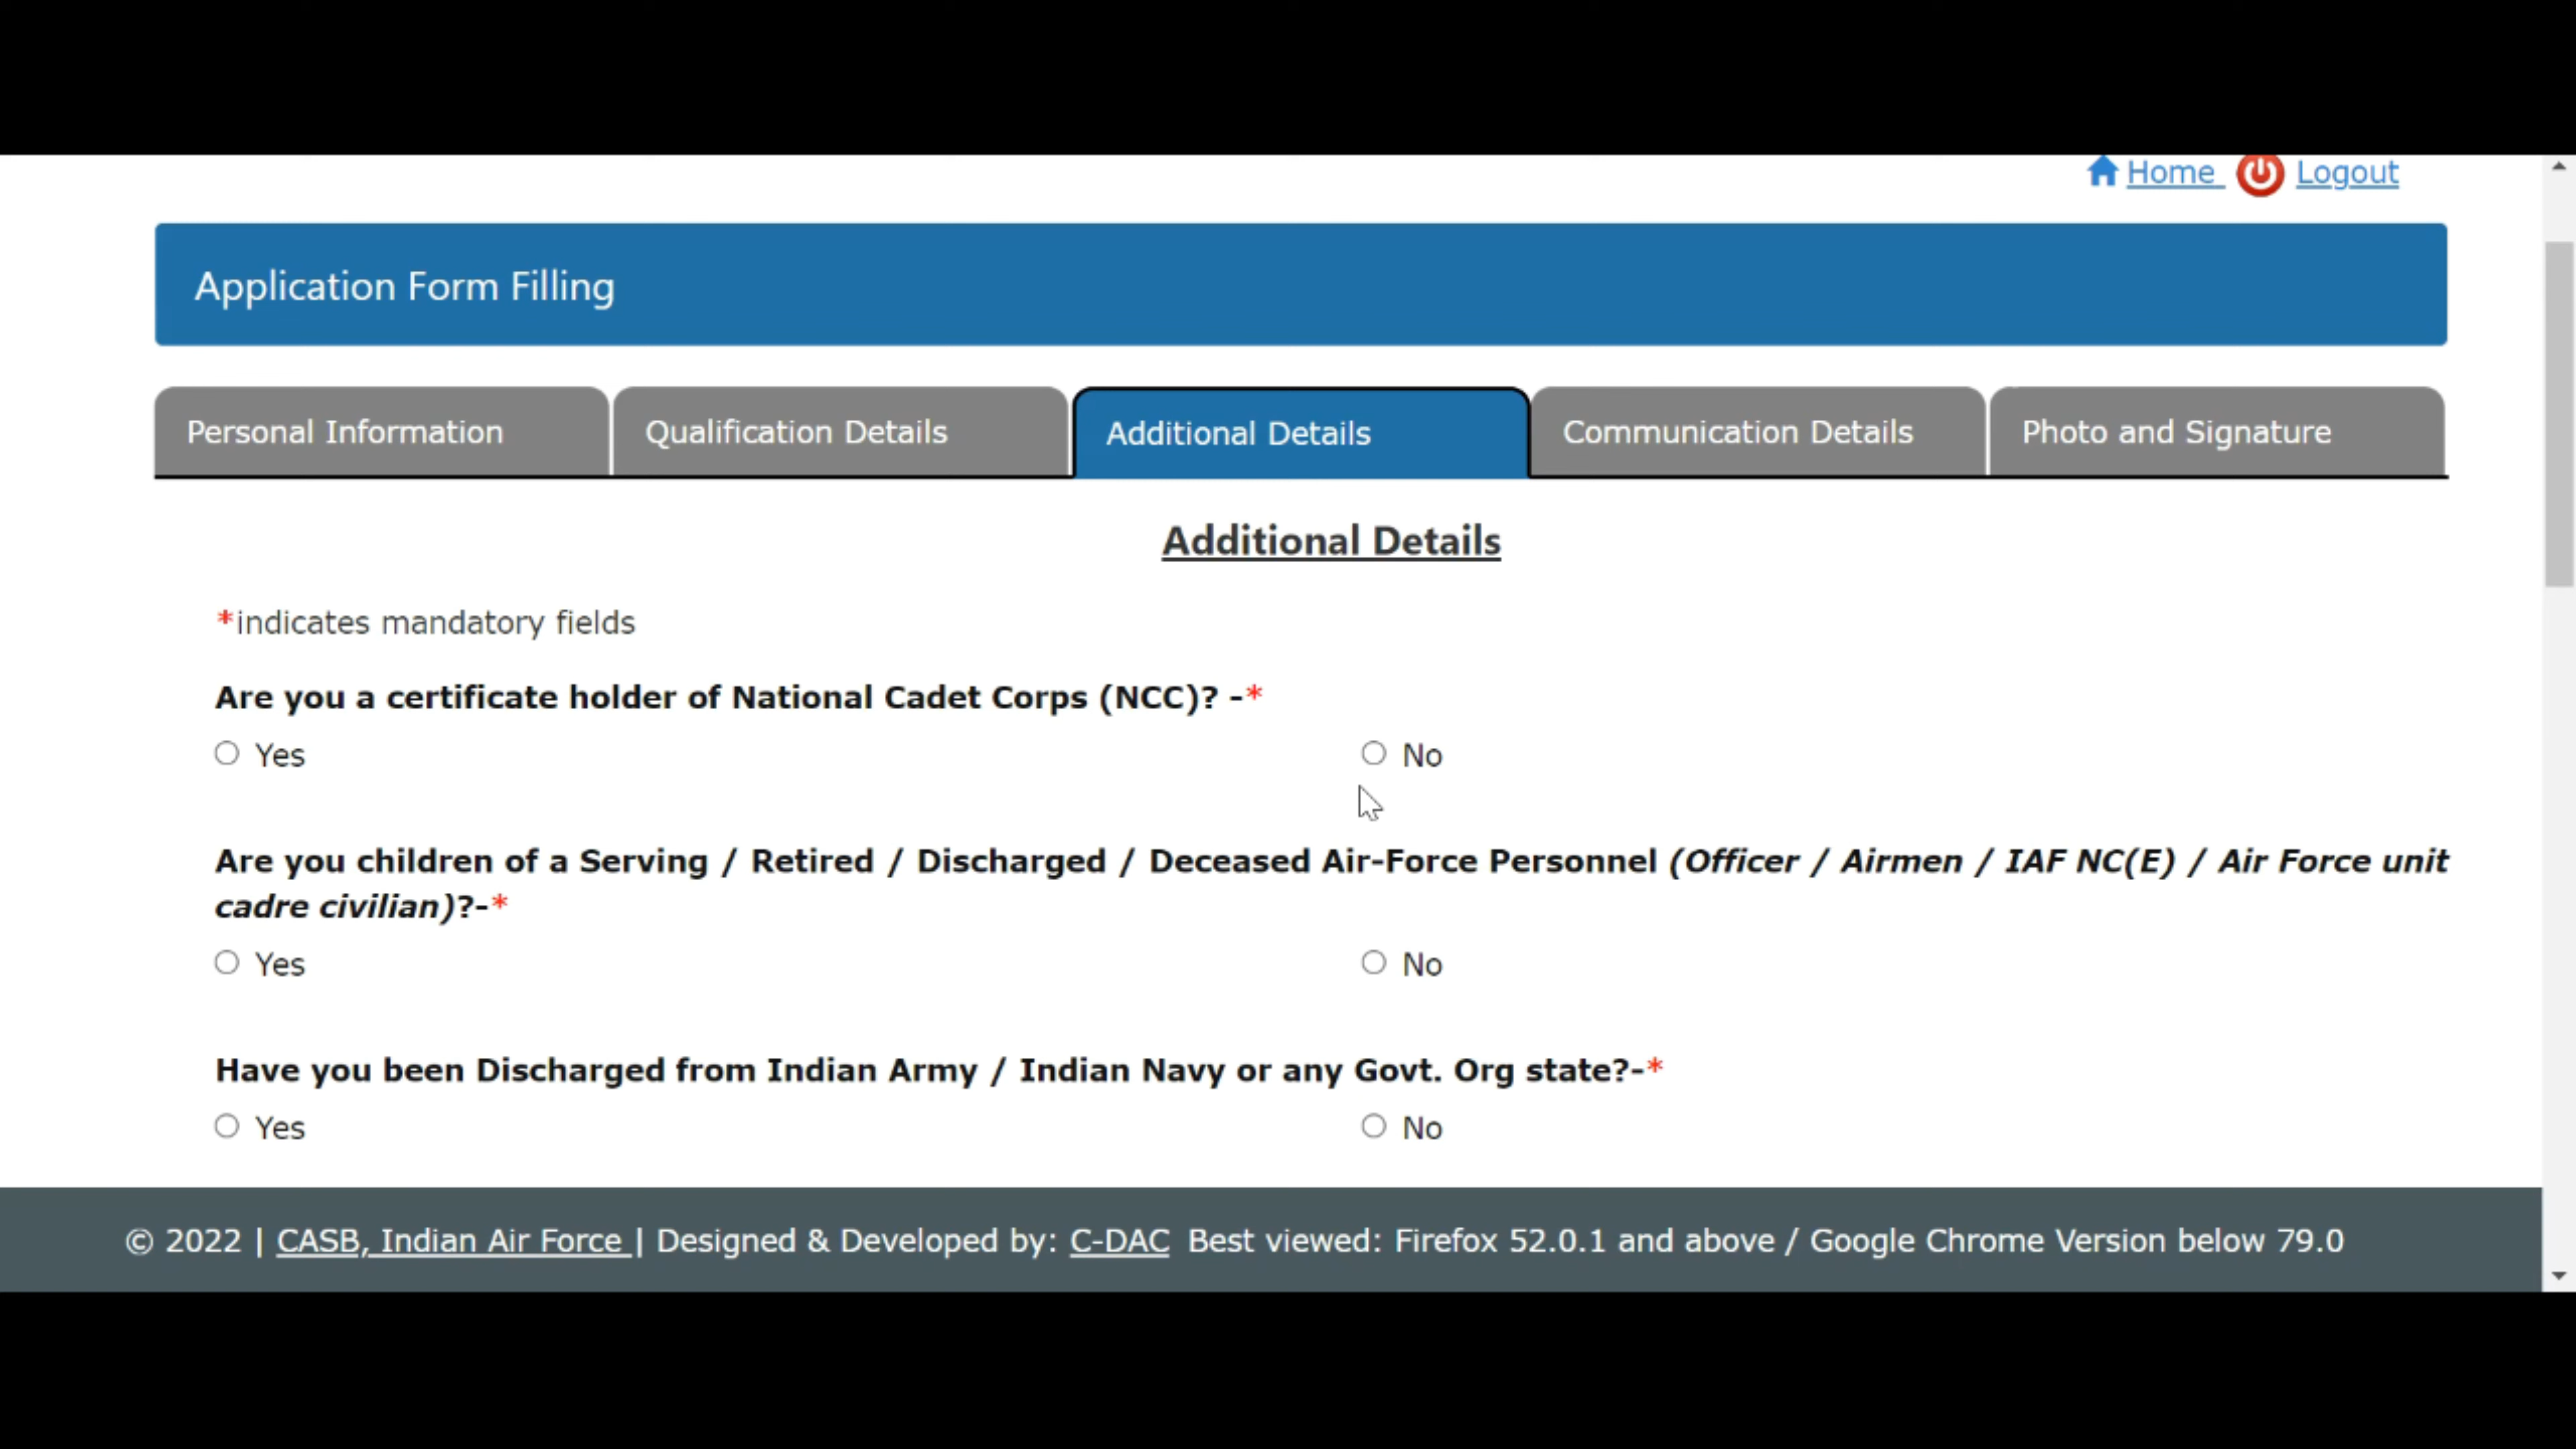 Home Logout
Application Form Filling
Personal Information Qualification Details Additional Details Communication Details Photo and Signature
Additional Details
*indicates mandatory fields
Are you a certificate holder of National Cadet Corps (NCC)? -*
Yes No
Are you children of a Serving / Retired / Discharged / Deceased Air-Force Personnel (Officer / Airmen / IAF NC(E) / Air Force unit
cadre civilian)?-*
Yes No
Have you been Discharged from Indian Army / Indian Navy or any Govt. Org state?-*
Yes No
© 2022 | CASB, Indian Air Force | Designed & Developed by: C-DAC Best viewed: Firefox 52.0.1 and above / Google Chrome Version below 79.0